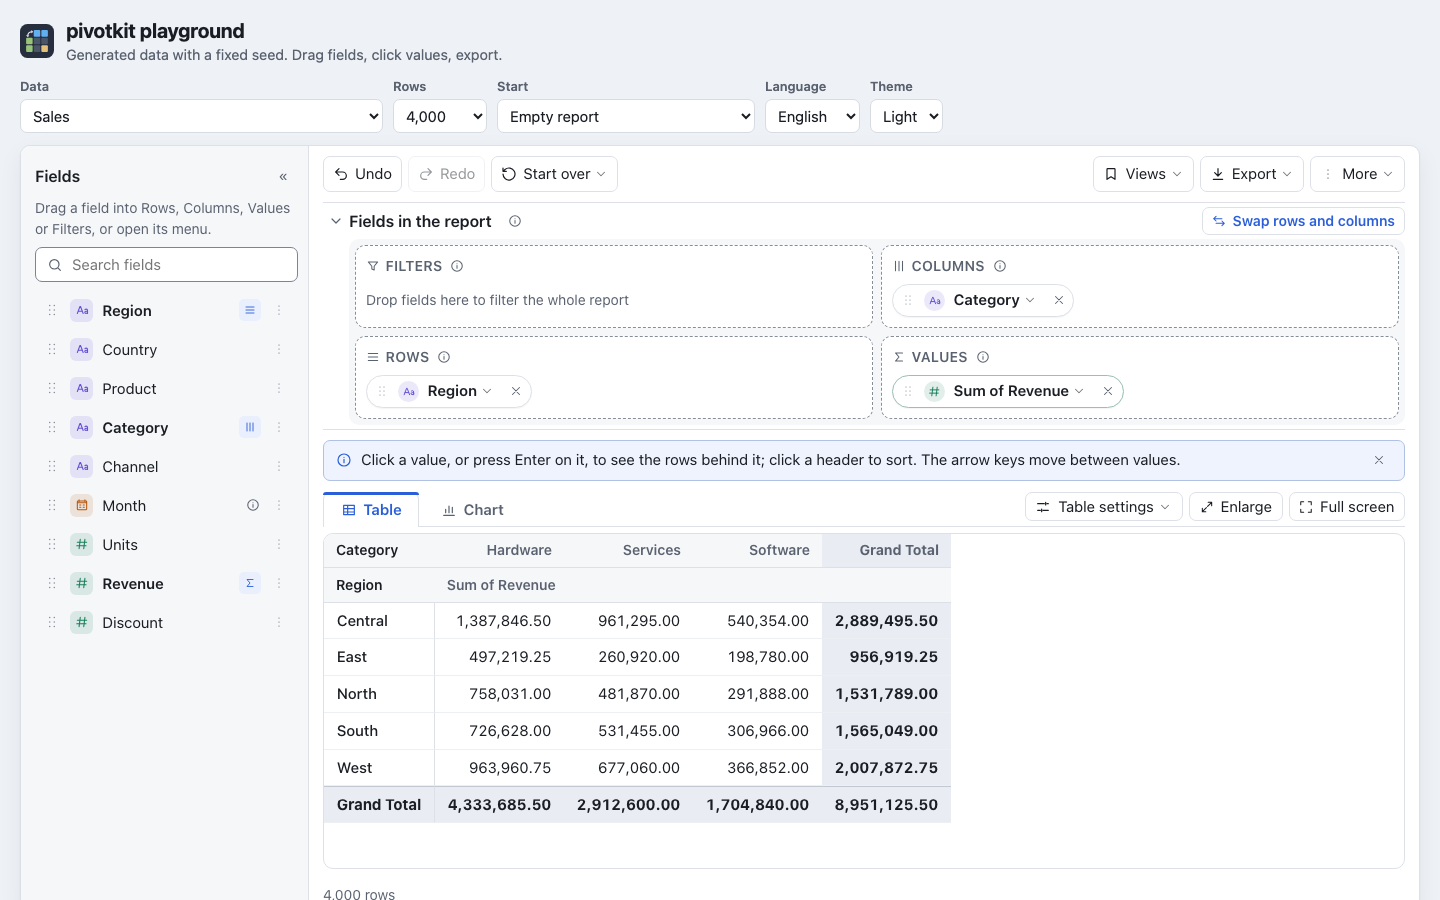 pivotkit playground
Generated data with a fixed seed. Drag fields, click values, export.
Data Rows Start Language Theme
Sales 4,000 Empty report English Light
Fields «
Drag a field into Rows, Columns, Values
or Filters, or open its menu.
Search fields
Aa Region
Aa Country
Aa Product
Aa Category
Aa Channel
Month
# Units
# Revenue Σ
# Discount
Undo Redo Start over Views Export More
Fields in the report Swap rows and columns
FILTERS
Drop fields here to filter the whole report
COLUMNS
Aa Category
ROWS
Aa Region
Σ VALUES
# Sum of Revenue
Click a value, or press Enter on it, to see the rows behind it; click a header to sort. The arrow keys move between values.
Table Chart Table settings Enlarge Full screen
Category Hardware Services Software Grand Total
Region Sum of Revenue
Central 1,387,846.50 961,295.00 540,354.00 2,889,495.50
East 497,219.25 260,920.00 198,780.00 956,919.25
North 758,031.00 481,870.00 291,888.00 1,531,789.00
South 726,628.00 531,455.00 306,966.00 1,565,049.00
West 963,960.75 677,060.00 366,852.00 2,007,872.75
Grand Total 4,333,685.50 2,912,600.00 1,704,840.00 8,951,125.50
4,000 rows